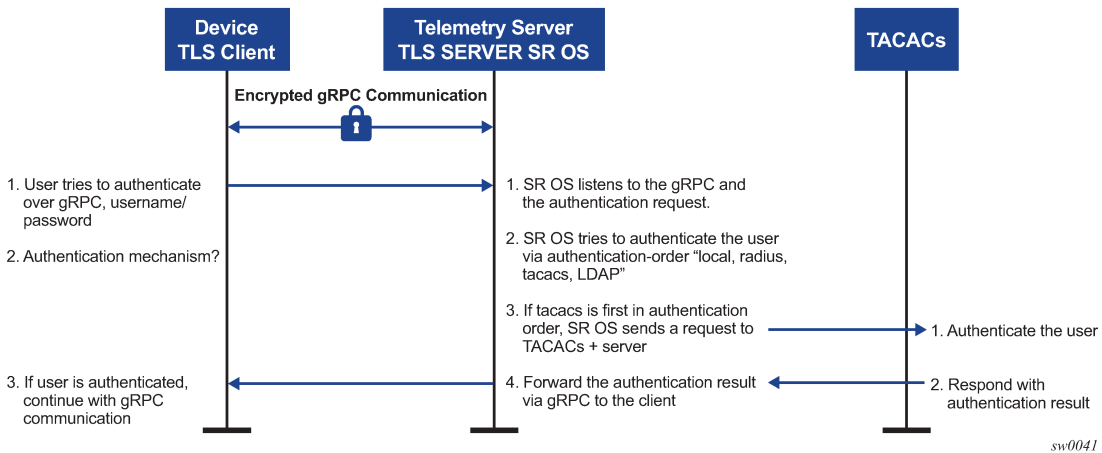 Device
TLS Client
Telemetry Server
TLS SERVER SR OS
TACACs
Encrypted gRPC Communication
1. User tries to authenticate
over gRPC, username/
password
2. Authentication mechanism?
3. If user is authenticated,
continue with gRPC
communication
1. SR OS listens to the gRPC and
the authentication request.
2. SR OS tries to authenticate the user
via authentication-order “local, radius,
tacacs, LDAP”
3. If tacacs is first in authentication
order, SR OS sends a request to
TACACs + server
4. Forward the authentication result
via gRPC to the client
1. Authenticate the user
2. Respond with
authentication result
sw0041